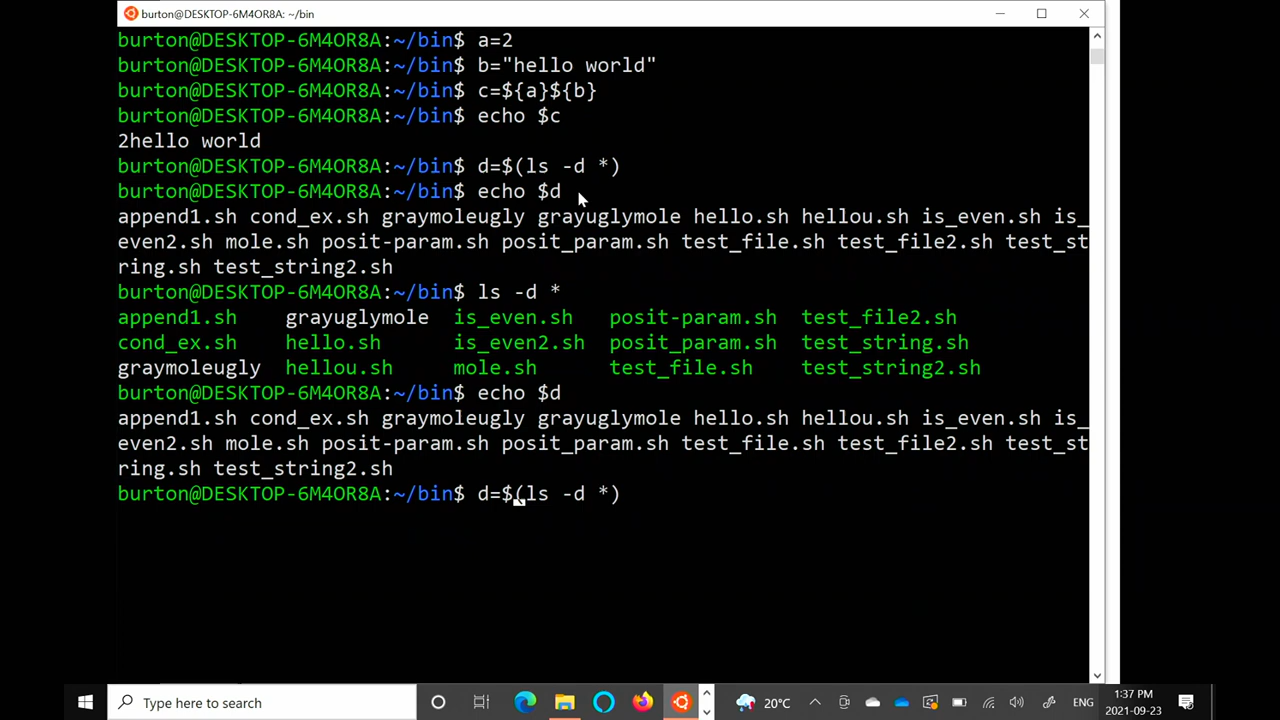 burton@DESKTOP-6M4OR8A: ~/bin
burton@DESKTOP-6M4OR8A:~/bin$ a=2
burton@DESKTOP-6M4OR8A:~/bin$ b="hello world"
burton@DESKTOP-6M4OR8A:~/bin$ c=${a}${b}
burton@DESKTOP-6M4OR8A:~/bin$ echo $c
2hello world
burton@DESKTOP-6M4OR8A:~/bin$ d=$(ls -d *)
burton@DESKTOP-6M4OR8A:~/bin$ echo $d
append1.sh cond_ex.sh graymoleugly grayuglymole hello.sh hellou.sh is_even.sh is_
even2.sh mole.sh posit-param.sh posit_param.sh test_file.sh test_file2.sh test_st
ring.sh test_string2.sh
burton@DESKTOP-6M4OR8A:~/bin$ ls -d *
append1.sh grayuglymole is_even.sh posit-param.sh test_file2.sh
cond_ex.sh hello.sh is_even2.sh posit_param.sh test_string.sh
graymoleugly hellou.sh mole.sh test_file.sh test_string2.sh
burton@DESKTOP-6M4OR8A:~/bin$ echo $d
append1.sh cond_ex.sh graymoleugly grayuglymole hello.sh hellou.sh is_even.sh is_
even2.sh mole.sh posit-param.sh posit_param.sh test_file.sh test_file2.sh test_st
ring.sh test_string2.sh
burton@DESKTOP-6M4OR8A:~/bin$ d=$(ls -d *)
Type here to search
20°C
ENG
1:37 PM
2021-09-23